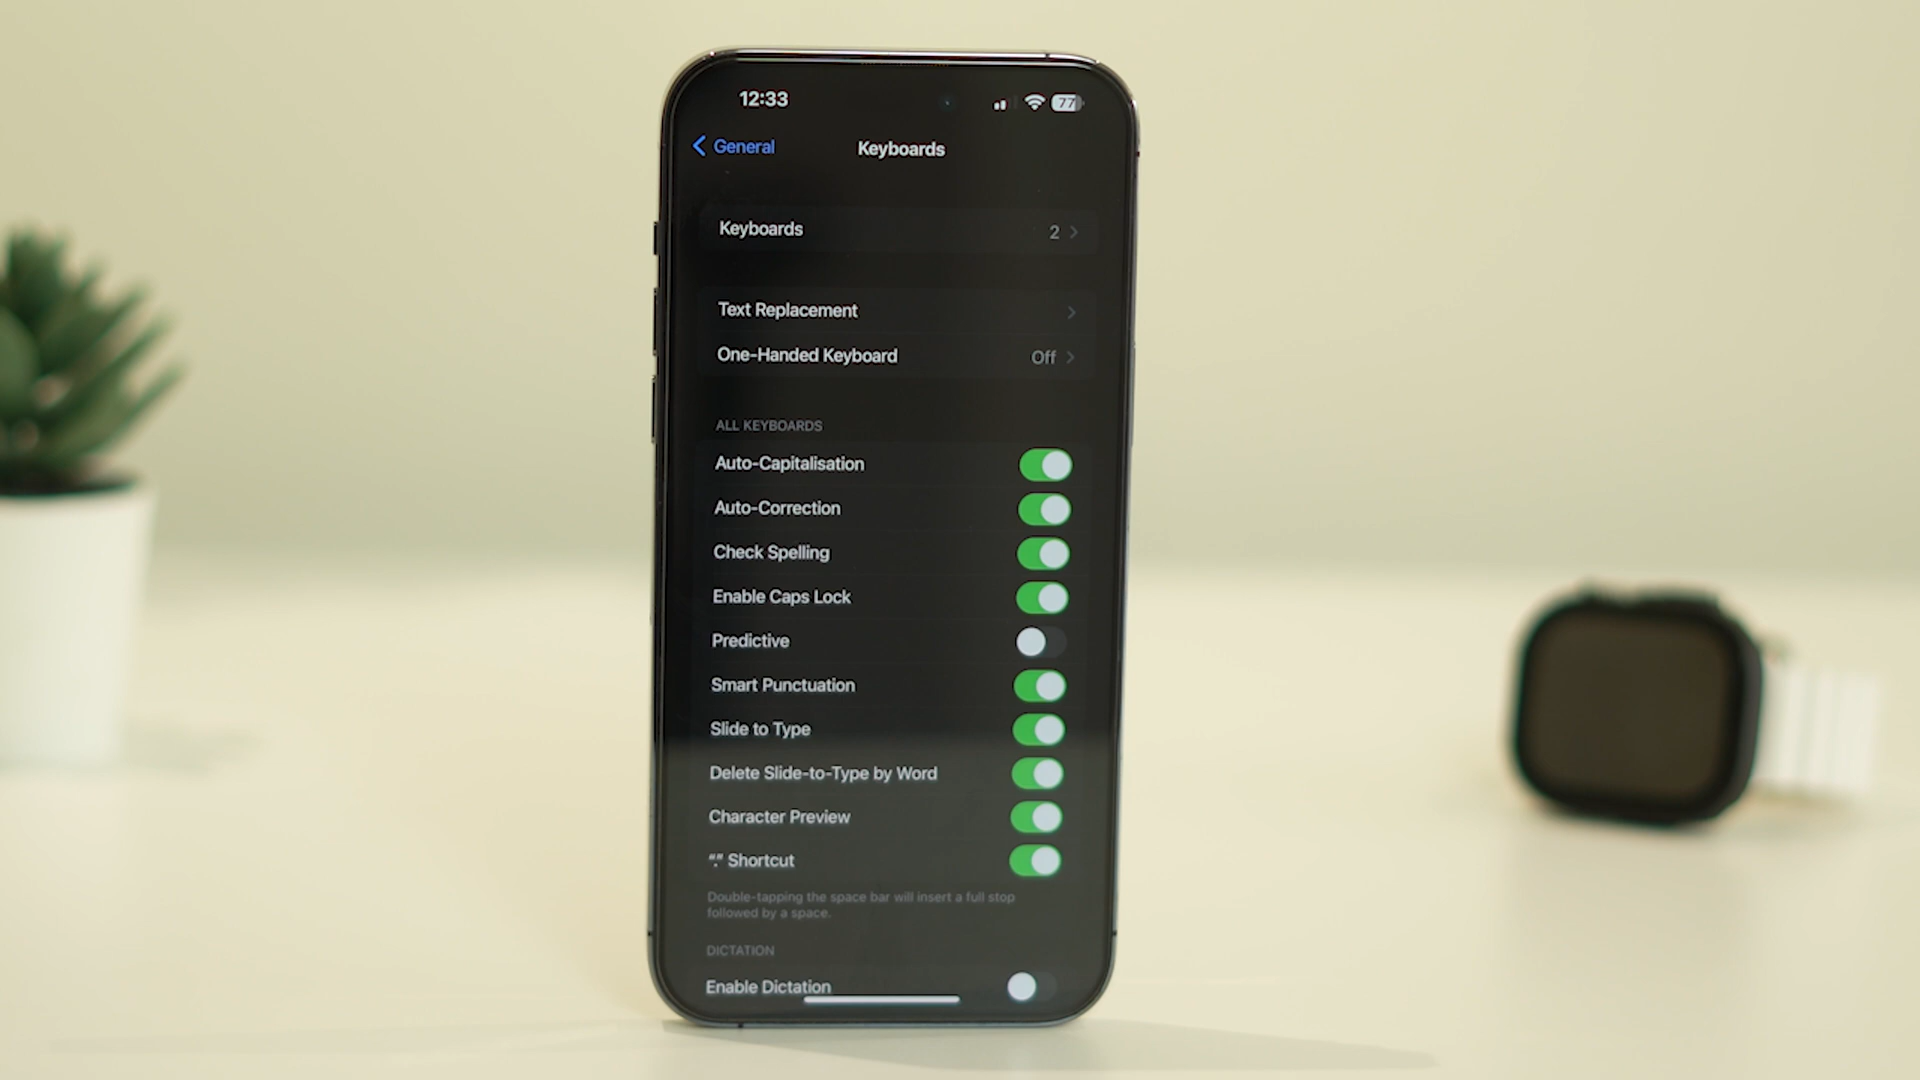 12:33
77
General
Keyboards
Keyboards 2
Text Replacement
One-Handed Keyboard Off
ALL KEYBOARDS
Auto-Capitalisation
Auto-Correction
Check Spelling
Enable Caps Lock
Predictive
Smart Punctuation
Slide to Type
Delete Slide-to-Type by Word
Character Preview
“.” Shortcut
Double-tapping the space bar will insert a full stop
followed by a space.
DICTATION
Enable Dictation